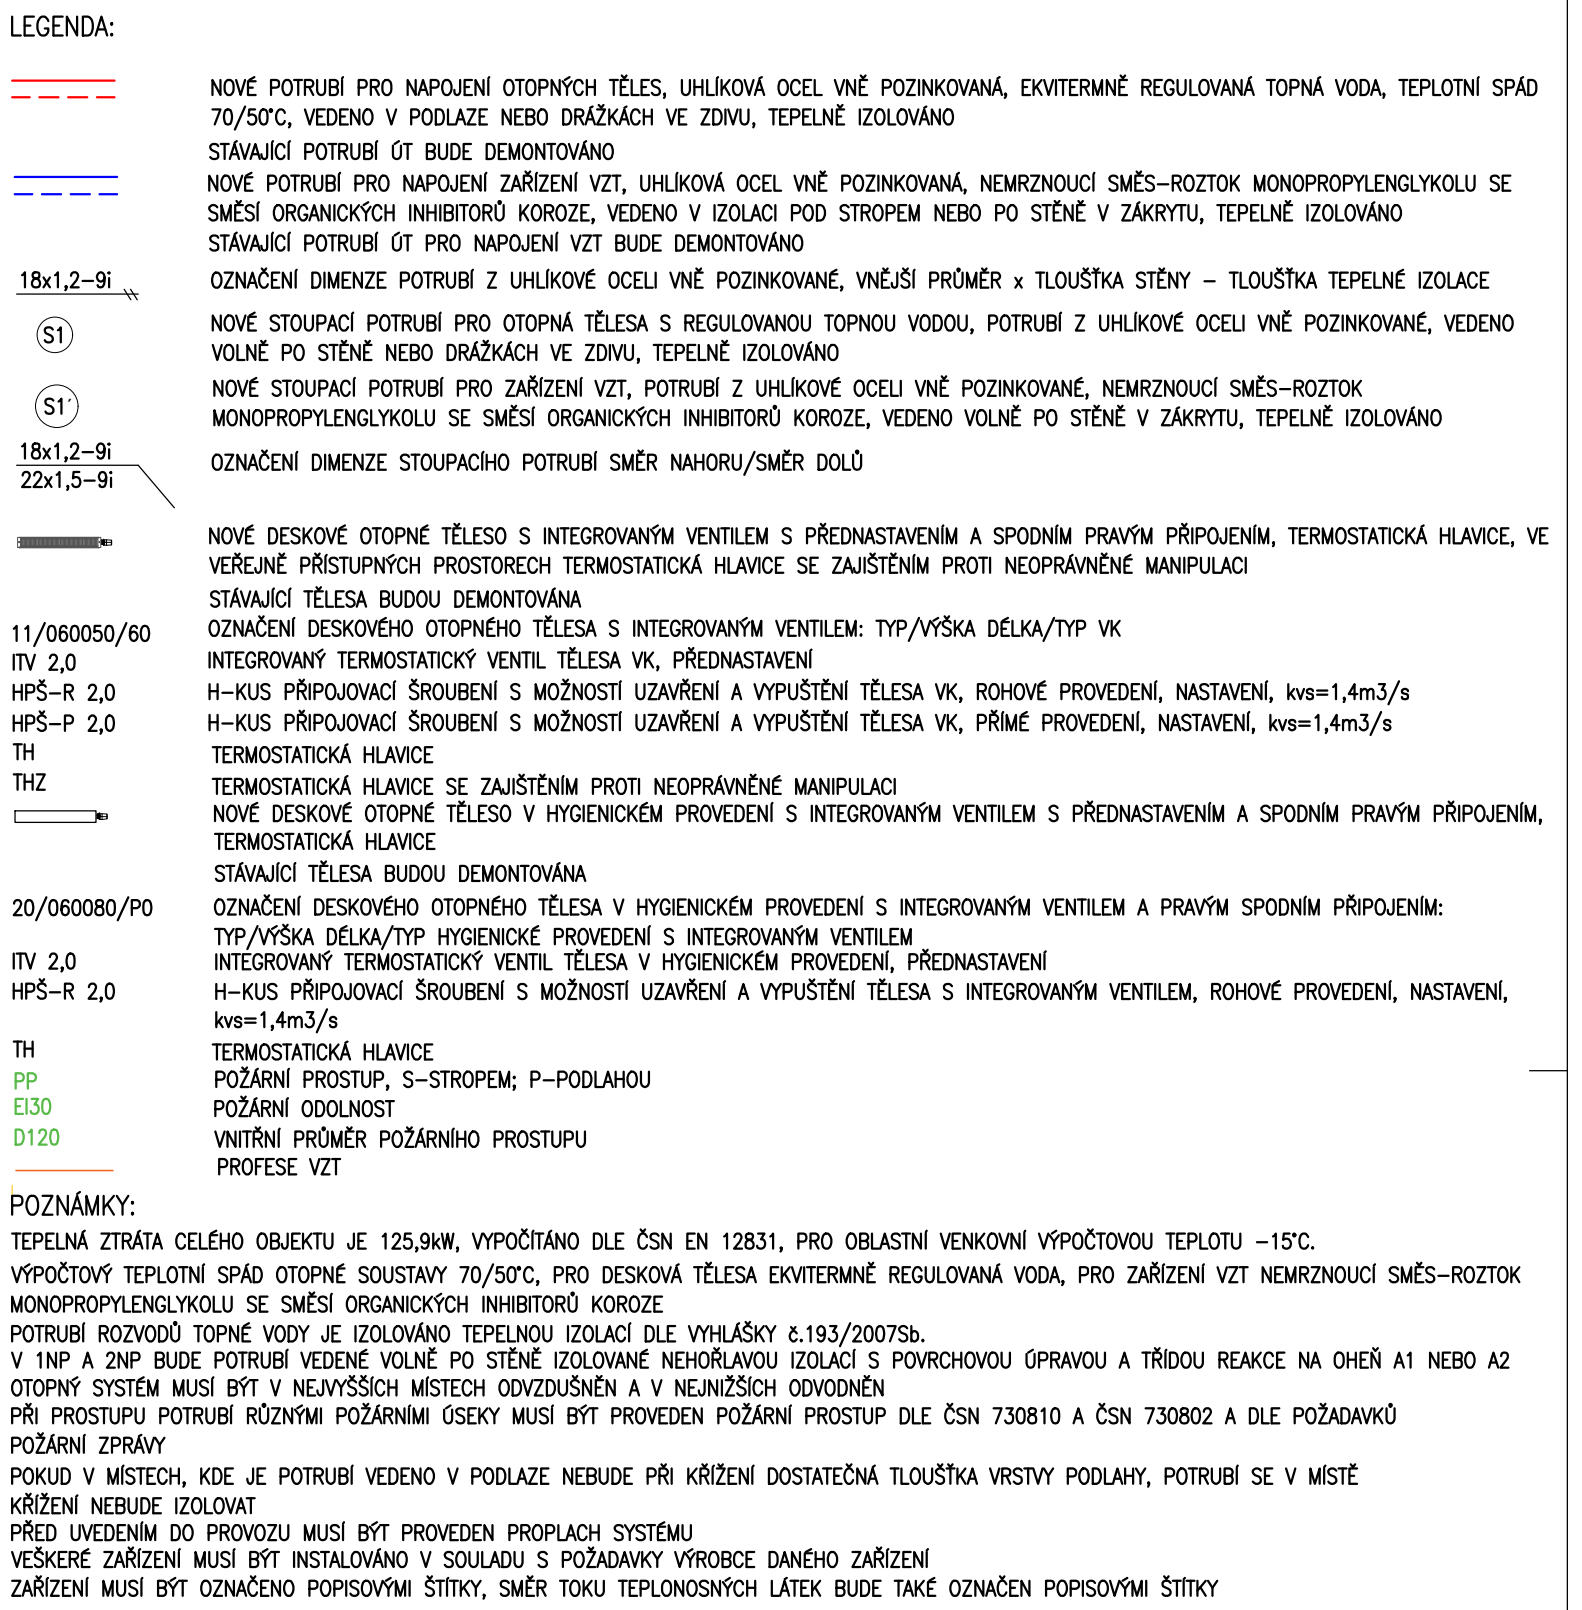 LEGENDA:
NOVÉ POTRUBÍ PRO NAPOJENÍ OTOPNÝCH TĚLES, UHLÍKOVÁ OCEL VNĚ POZINKOVANÁ, EKVITERMNĚ REGULOVANÁ TOPNÁ VODA, TEPLOTNÍ SPÁD
70/50°C, VEDENO V PODLAZE NEBO DRÁŽKÁCH VE ZDIVU, TEPELNĚ IZOLOVÁNO
STÁVAJÍCÍ POTRUBÍ ÚT BUDE DEMONTOVÁNO
NOVÉ POTRUBÍ PRO NAPOJENÍ ZAŘÍZENÍ VZT, UHLÍKOVÁ OCEL VNĚ POZINKOVANÁ, NEMRZNOUCÍ SMĚS-ROZTOK MONOPROPYLENGLYKOLU SE
SMĚSÍ ORGANICKÝCH INHIBITORŮ KOROZE, VEDENO V IZOLACI POD STROPEM NEBO PO STĚNĚ V ZÁKRYTU, TEPELNĚ IZOLOVÁNO
STÁVAJÍCÍ POTRUBÍ ÚT PRO NAPOJENÍ VZT BUDE DEMONTOVÁNO
18x1,2-9i OZNAČENÍ DIMENZE POTRUBÍ Z UHLÍKOVÉ OCELI VNĚ POZINKOVANÉ, VNĚJŠÍ PRŮMĚR x TLOUŠŤKA STĚNY - TLOUŠŤKA TEPELNÉ IZOLACE
S1 NOVÉ STOUPACÍ POTRUBÍ PRO OTOPNÁ TĚLESA S REGULOVANOU TOPNOU VODOU, POTRUBÍ Z UHLÍKOVÉ OCELI VNĚ POZINKOVANÉ, VEDENO
VOLNĚ PO STĚNĚ NEBO DRÁŽKÁCH VE ZDIVU, TEPELNĚ IZOLOVÁNO
S1´ NOVÉ STOUPACÍ POTRUBÍ PRO ZAŘÍZENÍ VZT, POTRUBÍ Z UHLÍKOVÉ OCELI VNĚ POZINKOVANÉ, NEMRZNOUCÍ SMĚS-ROZTOK
MONOPROPYLENGLYKOLU SE SMĚSÍ ORGANICKÝCH INHIBITORŮ KOROZE, VEDENO VOLNĚ PO STĚNĚ V ZÁKRYTU, TEPELNĚ IZOLOVÁNO
18x1,2-9i OZNAČENÍ DIMENZE STOUPACÍHO POTRUBÍ SMĚR NAHORU/SMĚR DOLŮ
22x1,5-9i
NOVÉ DESKOVÉ OTOPNÉ TĚLESO S INTEGROVANÝM VENTILEM S PŘEDNASTAVENÍM A SPODNÍM PRAVÝM PŘIPOJENÍM, TERMOSTATICKÁ HLAVICE, VE
VEŘEJNĚ PŘÍSTUPNÝCH PROSTORECH TERMOSTATICKÁ HLAVICE SE ZAJIŠTĚNÍM PROTI NEOPRÁVNĚNÉ MANIPULACI
STÁVAJÍCÍ TĚLESA BUDOU DEMONTOVÁNA
11/060050/60 OZNAČENÍ DESKOVÉHO OTOPNÉHO TĚLESA S INTEGROVANÝM VENTILEM: TYP/VÝŠKA DÉLKA/TYP VK
ITV 2,0 INTEGROVANÝ TERMOSTATICKÝ VENTIL TĚLESA VK, PŘEDNASTAVENÍ
HPŠ-R 2,0 H-KUS PŘIPOJOVACÍ ŠROUBENÍ S MOŽNOSTÍ UZAVŘENÍ A VYPUŠTĚNÍ TĚLESA VK, ROHOVÉ PROVEDENÍ, NASTAVENÍ, kvs=1,4m3/s
HPŠ-P 2,0 H-KUS PŘIPOJOVACÍ ŠROUBENÍ S MOŽNOSTÍ UZAVŘENÍ A VYPUŠTĚNÍ TĚLESA VK, PŘÍMÉ PROVEDENÍ, NASTAVENÍ, kvs=1,4m3/s
TH TERMOSTATICKÁ HLAVICE
THZ TERMOSTATICKÁ HLAVICE SE ZAJIŠTĚNÍM PROTI NEOPRÁVNĚNÉ MANIPULACI
NOVÉ DESKOVÉ OTOPNÉ TĚLESO V HYGIENICKÉM PROVEDENÍ S INTEGROVANÝM VENTILEM S PŘEDNASTAVENÍM A SPODNÍM PRAVÝM PŘIPOJENÍM,
TERMOSTATICKÁ HLAVICE
STÁVAJÍCÍ TĚLESA BUDOU DEMONTOVÁNA
20/060080/P0 OZNAČENÍ DESKOVÉHO OTOPNÉHO TĚLESA V HYGIENICKÉM PROVEDENÍ S INTEGROVANÝM VENTILEM A PRAVÝM SPODNÍM PŘIPOJENÍM:
TYP/VÝŠKA DÉLKA/TYP HYGIENICKÉ PROVEDENÍ S INTEGROVANÝM VENTILEM
ITV 2,0 INTEGROVANÝ TERMOSTATICKÝ VENTIL TĚLESA V HYGIENICKÉM PROVEDENÍ, PŘEDNASTAVENÍ
HPŠ-R 2,0 H-KUS PŘIPOJOVACÍ ŠROUBENÍ S MOŽNOSTÍ UZAVŘENÍ A VYPUŠTĚNÍ TĚLESA S INTEGROVANÝM VENTILEM, ROHOVÉ PROVEDENÍ, NASTAVENÍ,
kvs=1,4m3/s
TH TERMOSTATICKÁ HLAVICE
PP POŽÁRNÍ PROSTUP, S-STROPEM; P-PODLAHOU
EI30 POŽÁRNÍ ODOLNOST
D120 VNITŘNÍ PRŮMĚR POŽÁRNÍHO PROSTUPU
PROFESE VZT
POZNÁMKY:
TEPELNÁ ZTRÁTA CELÉHO OBJEKTU JE 125,9kW, VYPOČÍTÁNO DLE ČSN EN 12831, PRO OBLASTNÍ VENKOVNÍ VÝPOČTOVOU TEPLOTU -15°C.
VÝPOČTOVÝ TEPLOTNÍ SPÁD OTOPNÉ SOUSTAVY 70/50°C, PRO DESKOVÁ TĚLESA EKVITERMNĚ REGULOVANÁ VODA, PRO ZAŘÍZENÍ VZT NEMRZNOUCÍ SMĚS-ROZTOK
MONOPROPYLENGLYKOLU SE SMĚSÍ ORGANICKÝCH INHIBITORŮ KOROZE
POTRUBÍ ROZVODŮ TOPNÉ VODY JE IZOLOVÁNO TEPELNOU IZOLACÍ DLE VYHLÁŠKY č.193/2007Sb.
V 1NP A 2NP BUDE POTRUBÍ VEDENÉ VOLNĚ PO STĚNĚ IZOLOVANÉ NEHOŘLAVOU IZOLACÍ S POVRCHOVOU ÚPRAVOU A TŘÍDOU REAKCE NA OHEŇ A1 NEBO A2
OTOPNÝ SYSTÉM MUSÍ BÝT V NEJVYŠŠÍCH MÍSTECH ODVZDUŠNĚN A V NEJNIŽŠÍCH ODVODNĚN
PŘI PROSTUPU POTRUBÍ RŮZNÝMI POŽÁRNÍMI ÚSEKY MUSÍ BÝT PROVEDEN POŽÁRNÍ PROSTUP DLE ČSN 730810 A ČSN 730802 A DLE POŽADAVKŮ
POŽÁRNÍ ZPRÁVY
POKUD V MÍSTECH, KDE JE POTRUBÍ VEDENO V PODLAZE NEBUDE PŘI KŘÍŽENÍ DOSTATEČNÁ TLOUŠŤKA VRSTVY PODLAHY, POTRUBÍ SE V MÍSTĚ
KŘÍŽENÍ NEBUDE IZOLOVAT
PŘED UVEDENÍM DO PROVOZU MUSÍ BÝT PROVEDEN PROPLACH SYSTÉMU
VEŠKERÉ ZAŘÍZENÍ MUSÍ BÝT INSTALOVÁNO V SOULADU S POŽADAVKY VÝROBCE DANÉHO ZAŘÍZENÍ
ZAŘÍZENÍ MUSÍ BÝT OZNAČENO POPISOVÝMI ŠTÍTKY, SMĚR TOKU TEPLONOSNÝCH LÁTEK BUDE TAKÉ OZNAČEN POPISOVÝMI ŠTÍTKY